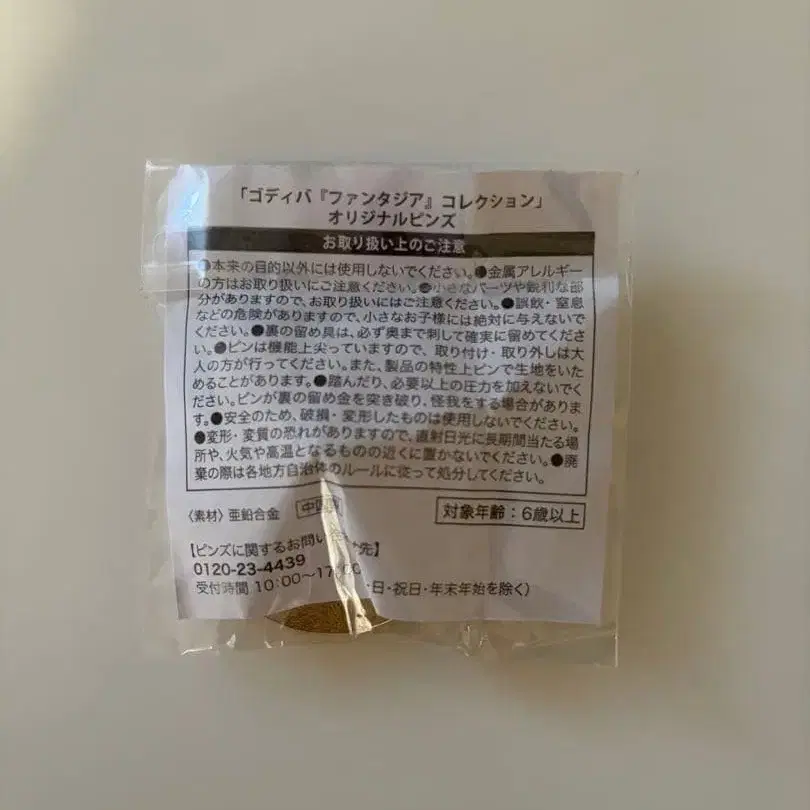 「ゴディバ『ファンタジア』コレクション」
オリジナルピンズ
お取り扱い上のご注意
●本来の目的以外には使用しないでください。●金属アレルギー
の方はお取り扱いにご注意ください。●小さなパーツや鋭利な部
分がありますので、お取り扱いにはご注意ください。●誤飲・窒息
などの危険がありますので、小さなお子様には絶対に与えないで
ください。●裏の留め具は、必ず奥まで刺して確実に留めてくださ
い。●ピンは機能上尖っていますので、取り付け・取り外しは大
人の方が行ってください。また、製品の特性上ピンで生地をいた
めることがあります。●踏んだり、必要以上の圧力を加えないでく
ださい。ピンが裏の留め金を突き破り、怪我をする場合がありま
す。●安全のため、破損・変形したものは使用しないでください。
●変形・変質の恐れがありますので、直射日光に長期間当たる場
所や、火気や高温となるものの近くに置かないでください。●廃
棄の際は各地方自治体のルールに従って処分してください。
〈素材〉亜鉛合金 中国製 対象年齢：6歳以上
【ピンズに関するお問い合わせ先】
0120-23-4439
受付時間 10:00〜17:00 ・日・祝日・年末年始を除く）